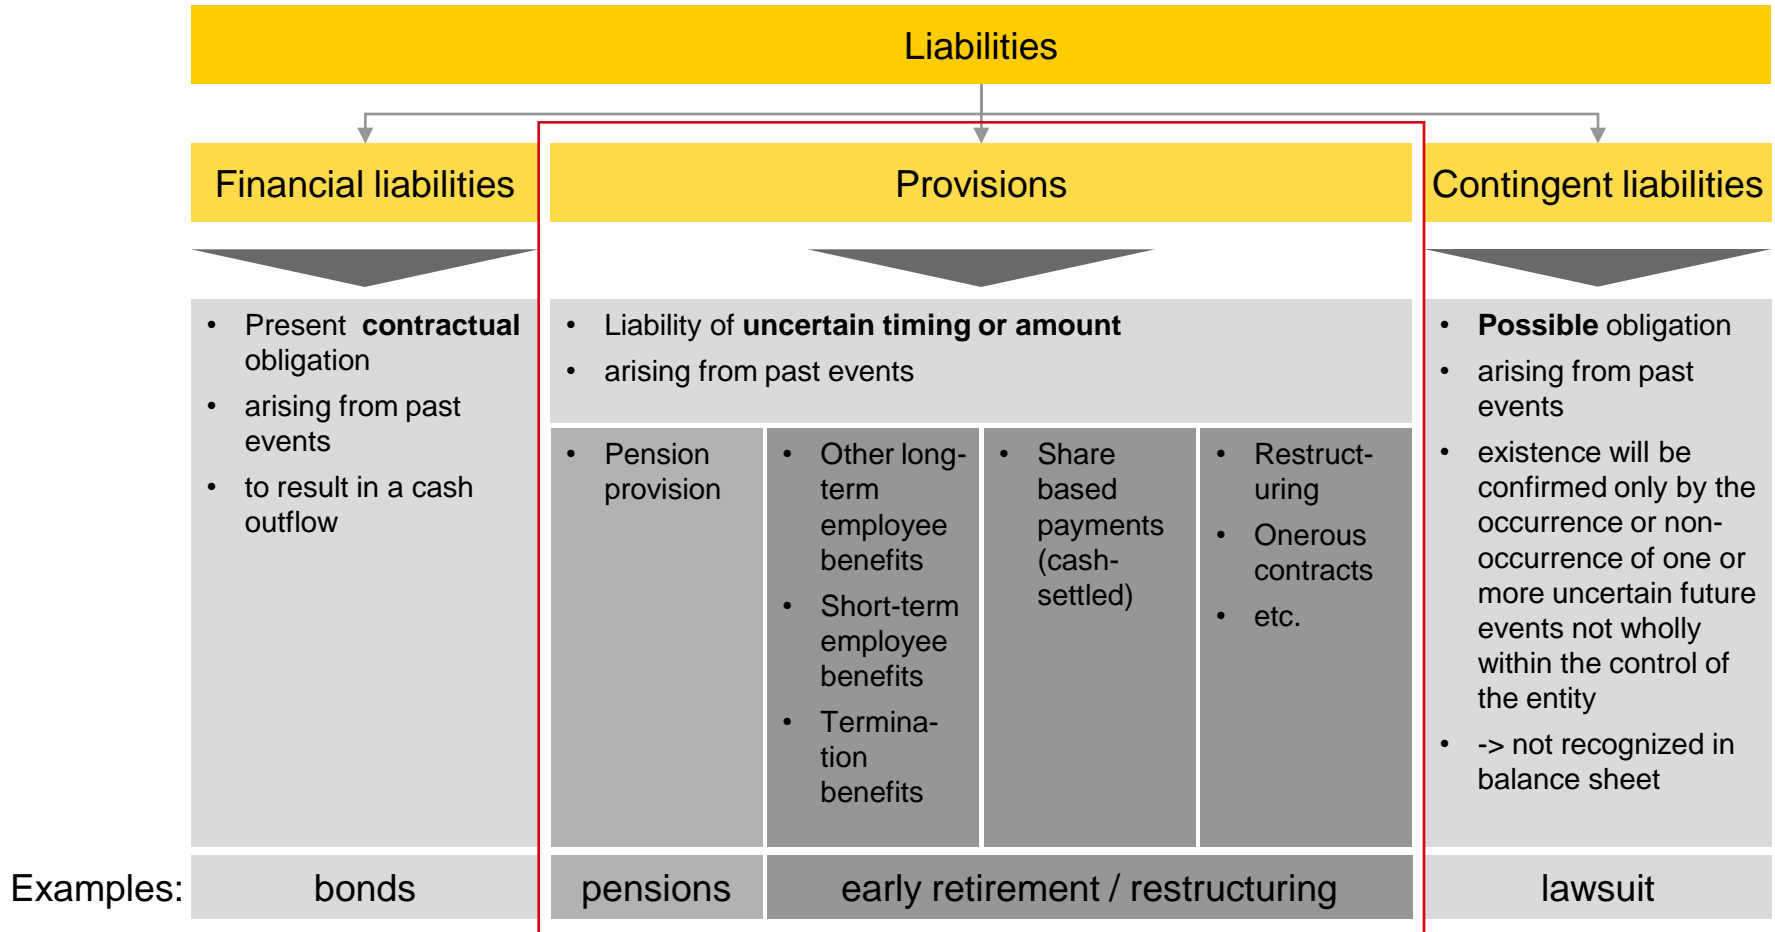 Liabilities
Financial liabilities
Provisions
Contingent liabilities
• Present contractual
obligation
• arising from past
events
• to result in a cash
outflow
• Liability of uncertain timing or amount
• arising from past events
• Pension
provision
• Other long-
term
employee
benefits
• Short-term
employee
benefits
• Termina-
tion
benefits
• Share
based
payments
(cash-
settled)
• Restruct-
uring
• Onerous
contracts
• etc.
• Possible obligation
• arising from past
events
• existence will be
confirmed only by the
occurrence or non-
occurrence of one or
more uncertain future
events not wholly
within the control of
the entity
• -> not recognized in
balance sheet
Examples:
bonds
pensions
early retirement / restructuring
lawsuit